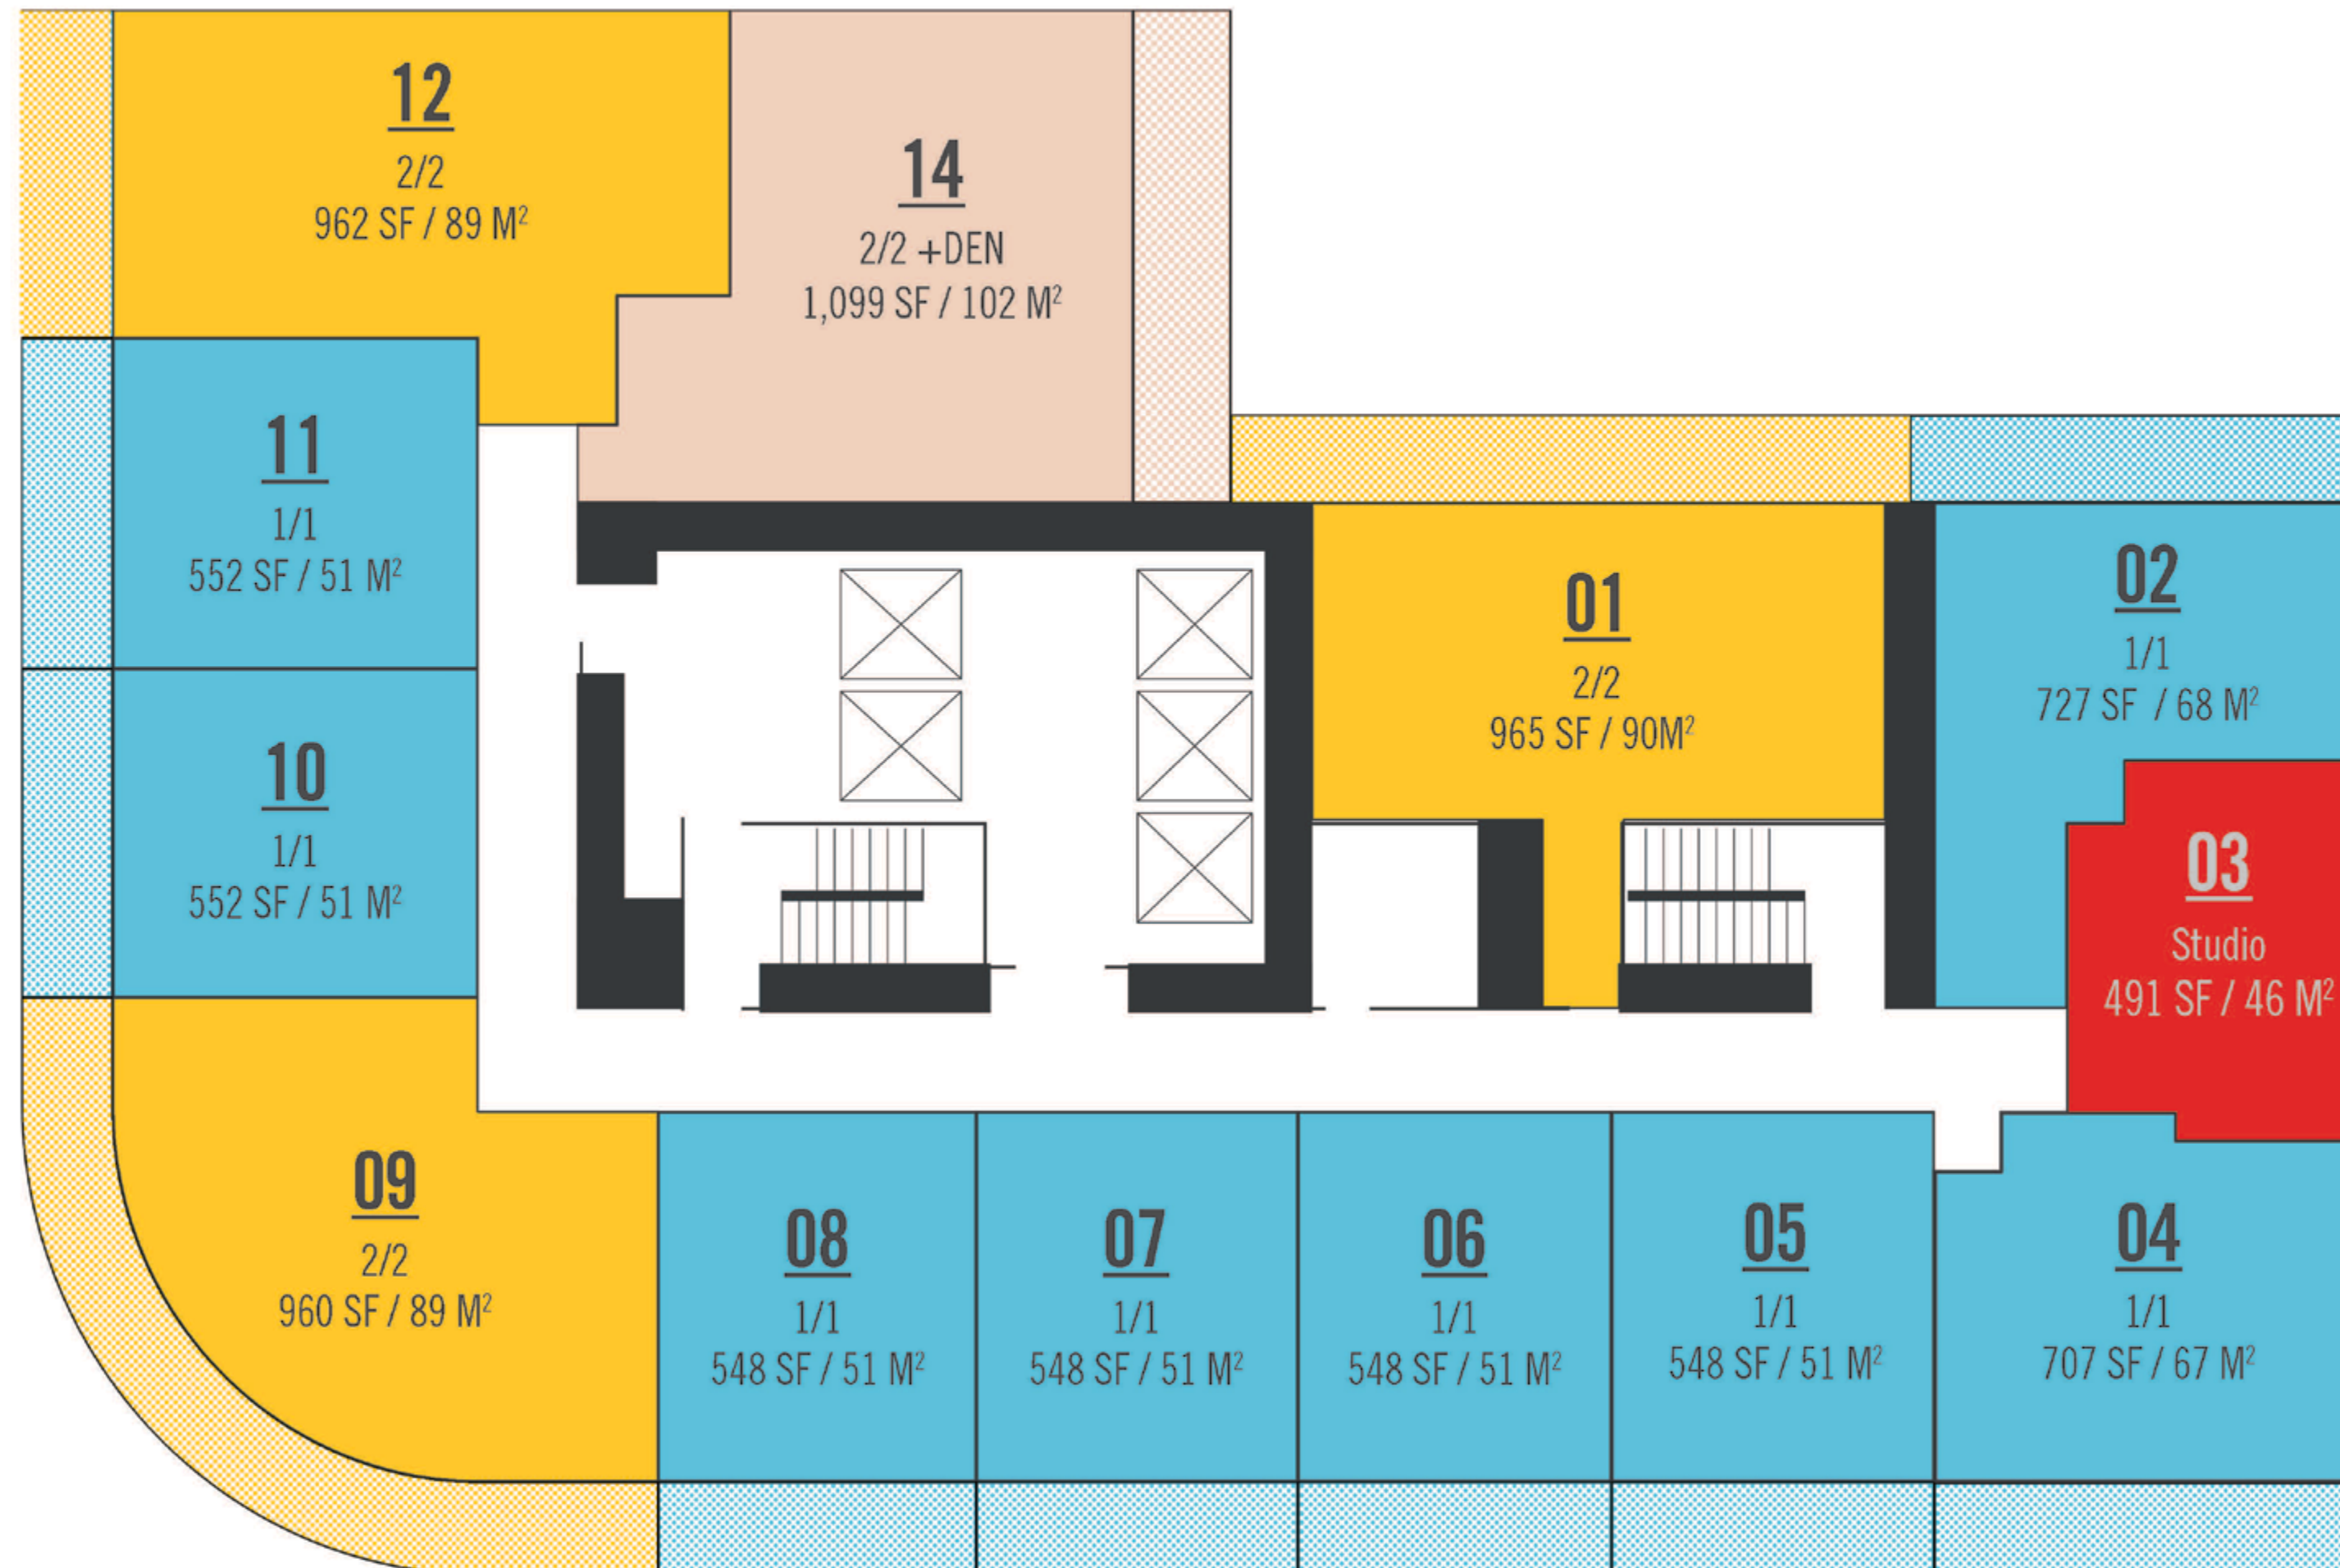 12
2/2
962 SF / 89 M²
14
2/2 +DEN
1,099 SF / 102 M²
11
1/1
552 SF / 51 M²
01
2/2
965 SF / 90M²
02
1/1
727 SF / 68 M²
10
1/1
552 SF / 51 M²
03
Studio
491 SF / 46 M²
09
2/2
960 SF / 89 M²
08
1/1
548 SF / 51 M²
07
1/1
548 SF / 51 M²
06
1/1
548 SF / 51 M²
05
1/1
548 SF / 51 M²
04
1/1
707 SF / 67 M²